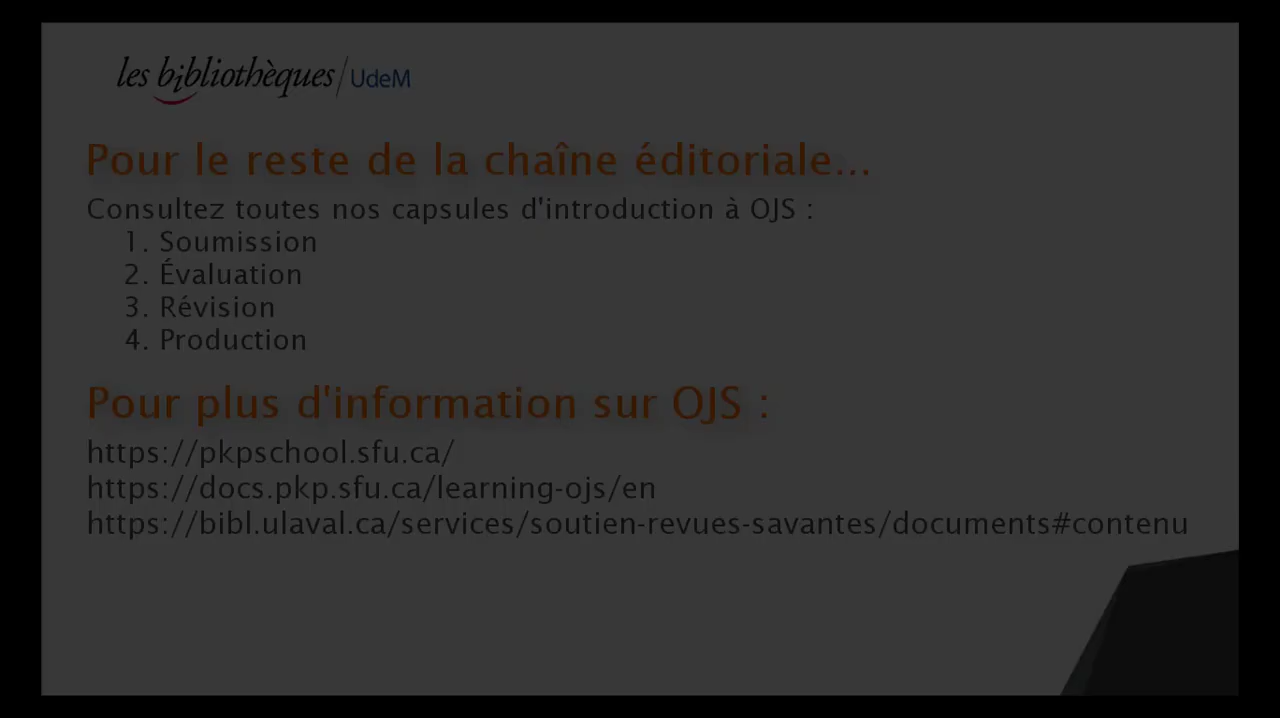 les bibliothèques/UdeM
Pour le reste de la chaîne éditoriale...
Consultez toutes nos capsules d'introduction à OJS :
1. Soumission
2. Évaluation
3. Révision
4. Production
Pour plus d'information sur OJS :
https://pkpschool.sfu.ca/
https://docs.pkp.sfu.ca/learning-ojs/en
https://bibl.ulaval.ca/services/soutien-revues-savantes/documents#contenu